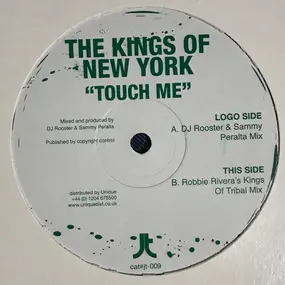 THE KINGS OF
NEW YORK
"TOUCH ME"
Mixed and produced by
DJ Rooster & Sammy Peralta
Published by copyright control
LOGO SIDE
A. DJ Rooster & Sammy
Peralta Mix
THIS SIDE
B. Robbie Rivera's Kings
Of Tribal Mix
distributed by Unique
+44 (0) 1204 675500
www.uniquedist.co.uk
jt
cat#jt-009